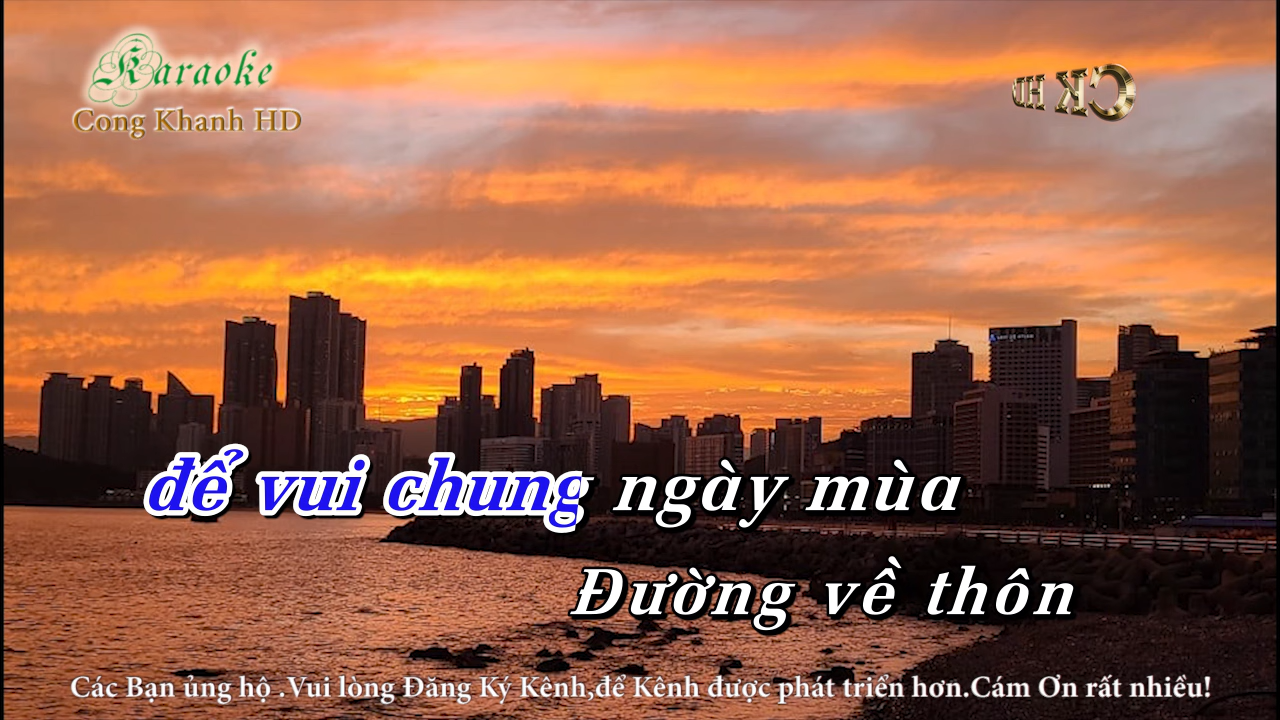 Karaoke
Cong Khanh HD
CK HD
để vui chung ngày mùa
Đường về thôn
Các Bạn ủng hộ .Vui lòng Đăng Ký Kênh,để Kênh được phát triển hơn.Cám Ơn rất nhiều!